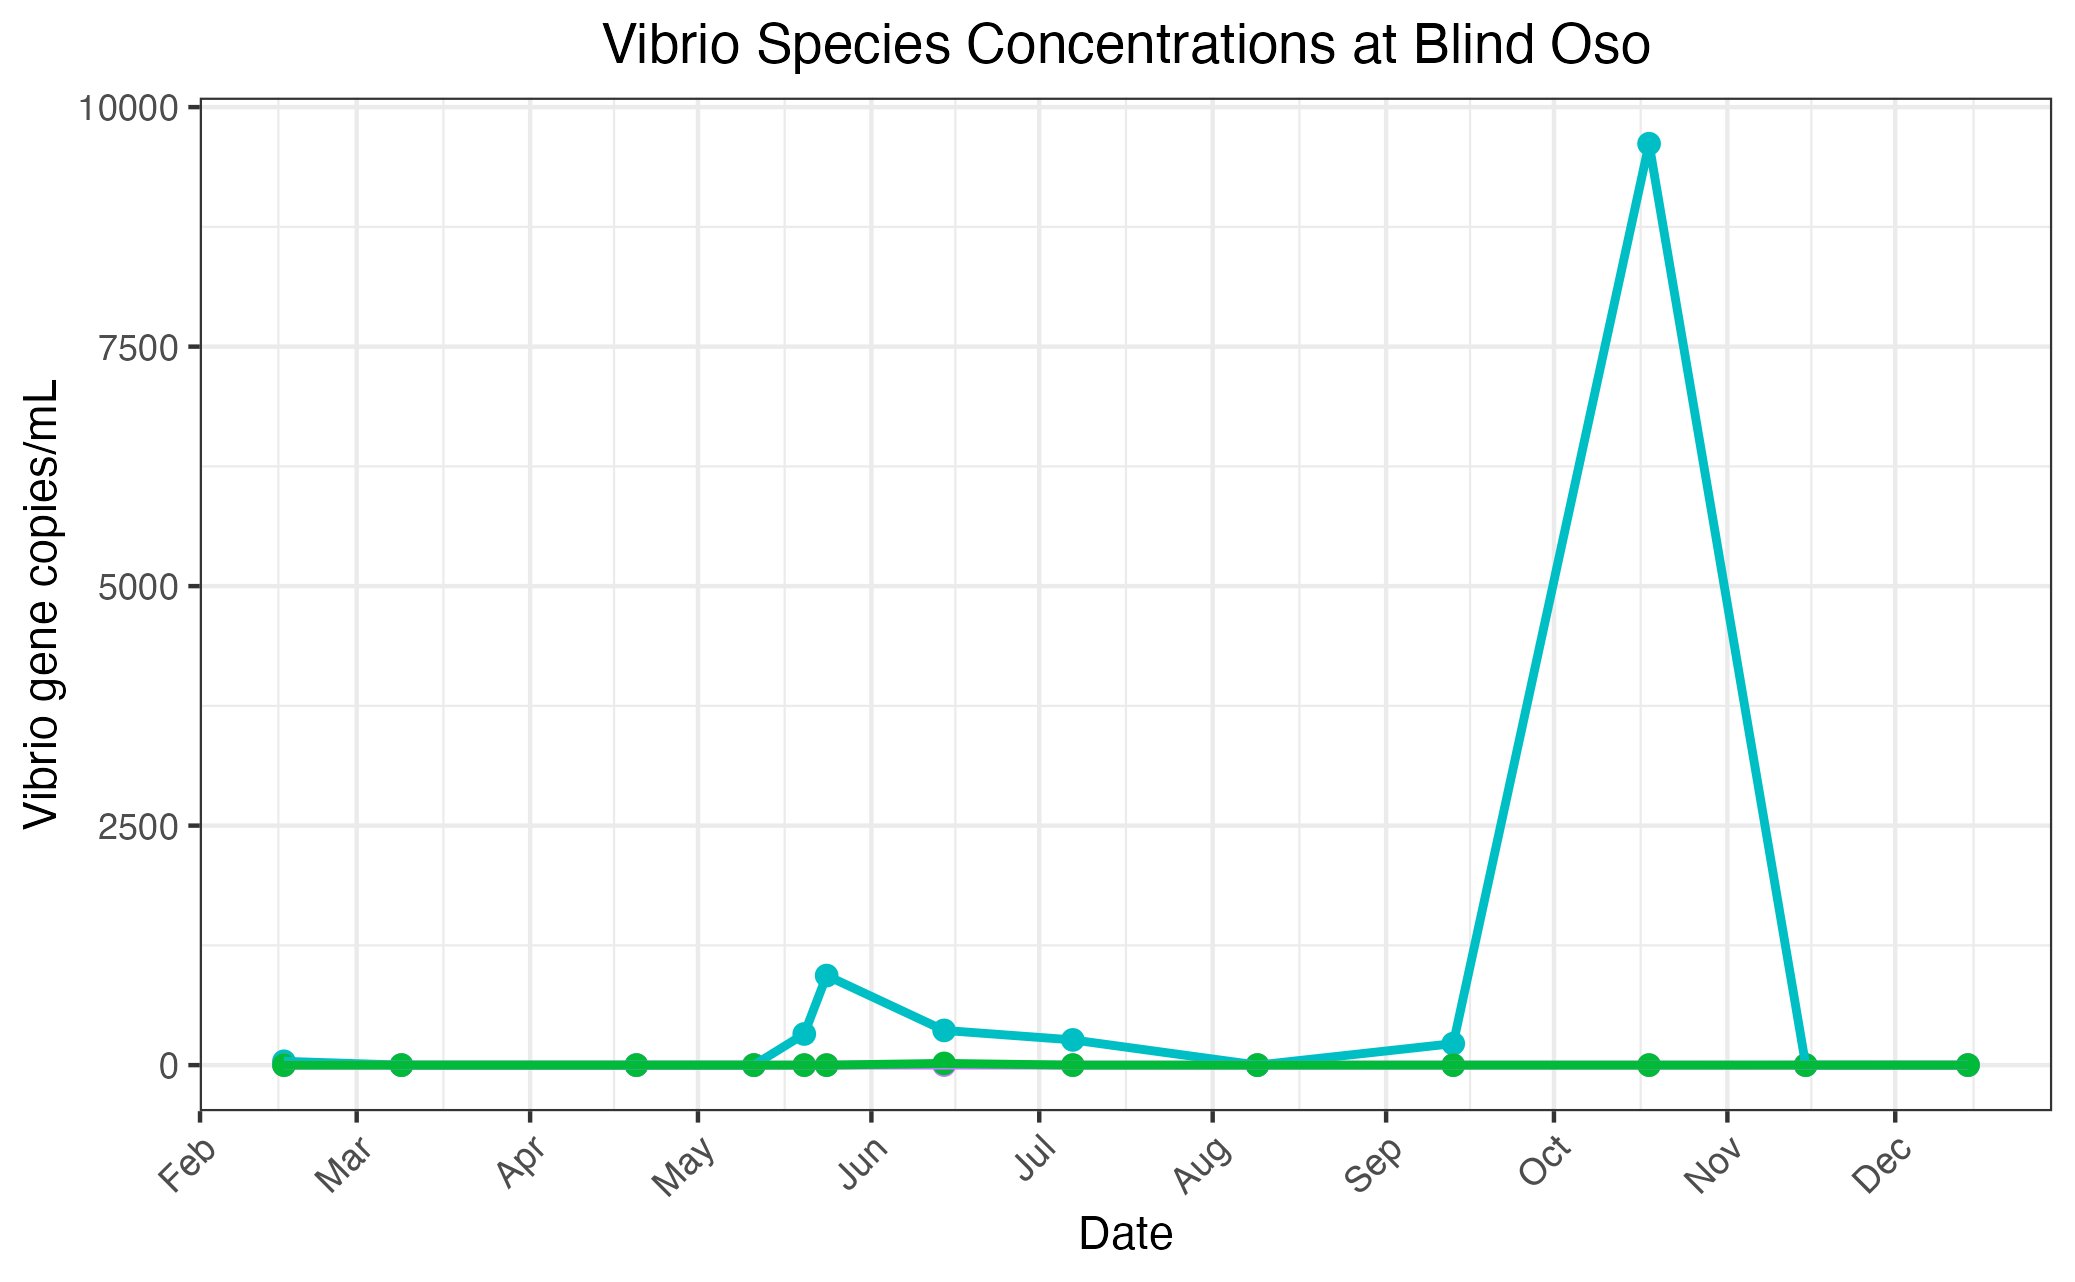 Vibrio Species Concentrations at Blind Oso
Vibrio gene copies/mL
10000
7500
5000
2500
0
Feb Mar Apr May Jun Jul Aug Sep Oct Nov Dec
Date